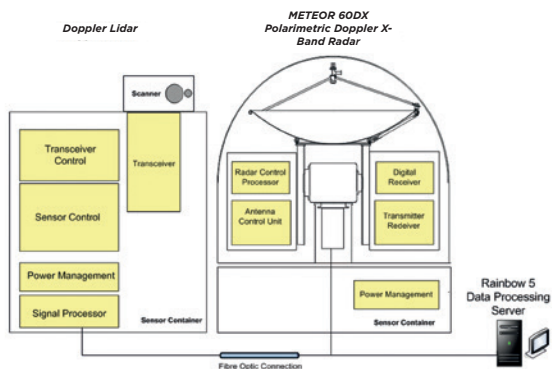 Doppler Lidar
METEOR 60DX
Polarimetric Doppler X-
Band Radar
Scanner
Transceiver
Control
Transceiver
Sensor Control
Power Management
Signal Processor
Sensor Container
Radar Control
Processor
Antenna
Control Unit
Digital
Receiver
Transmitter
Redeiver
Power Management
Sensor Container
Rainbow 5
Data Processing
Server
Fibre Optic Connection